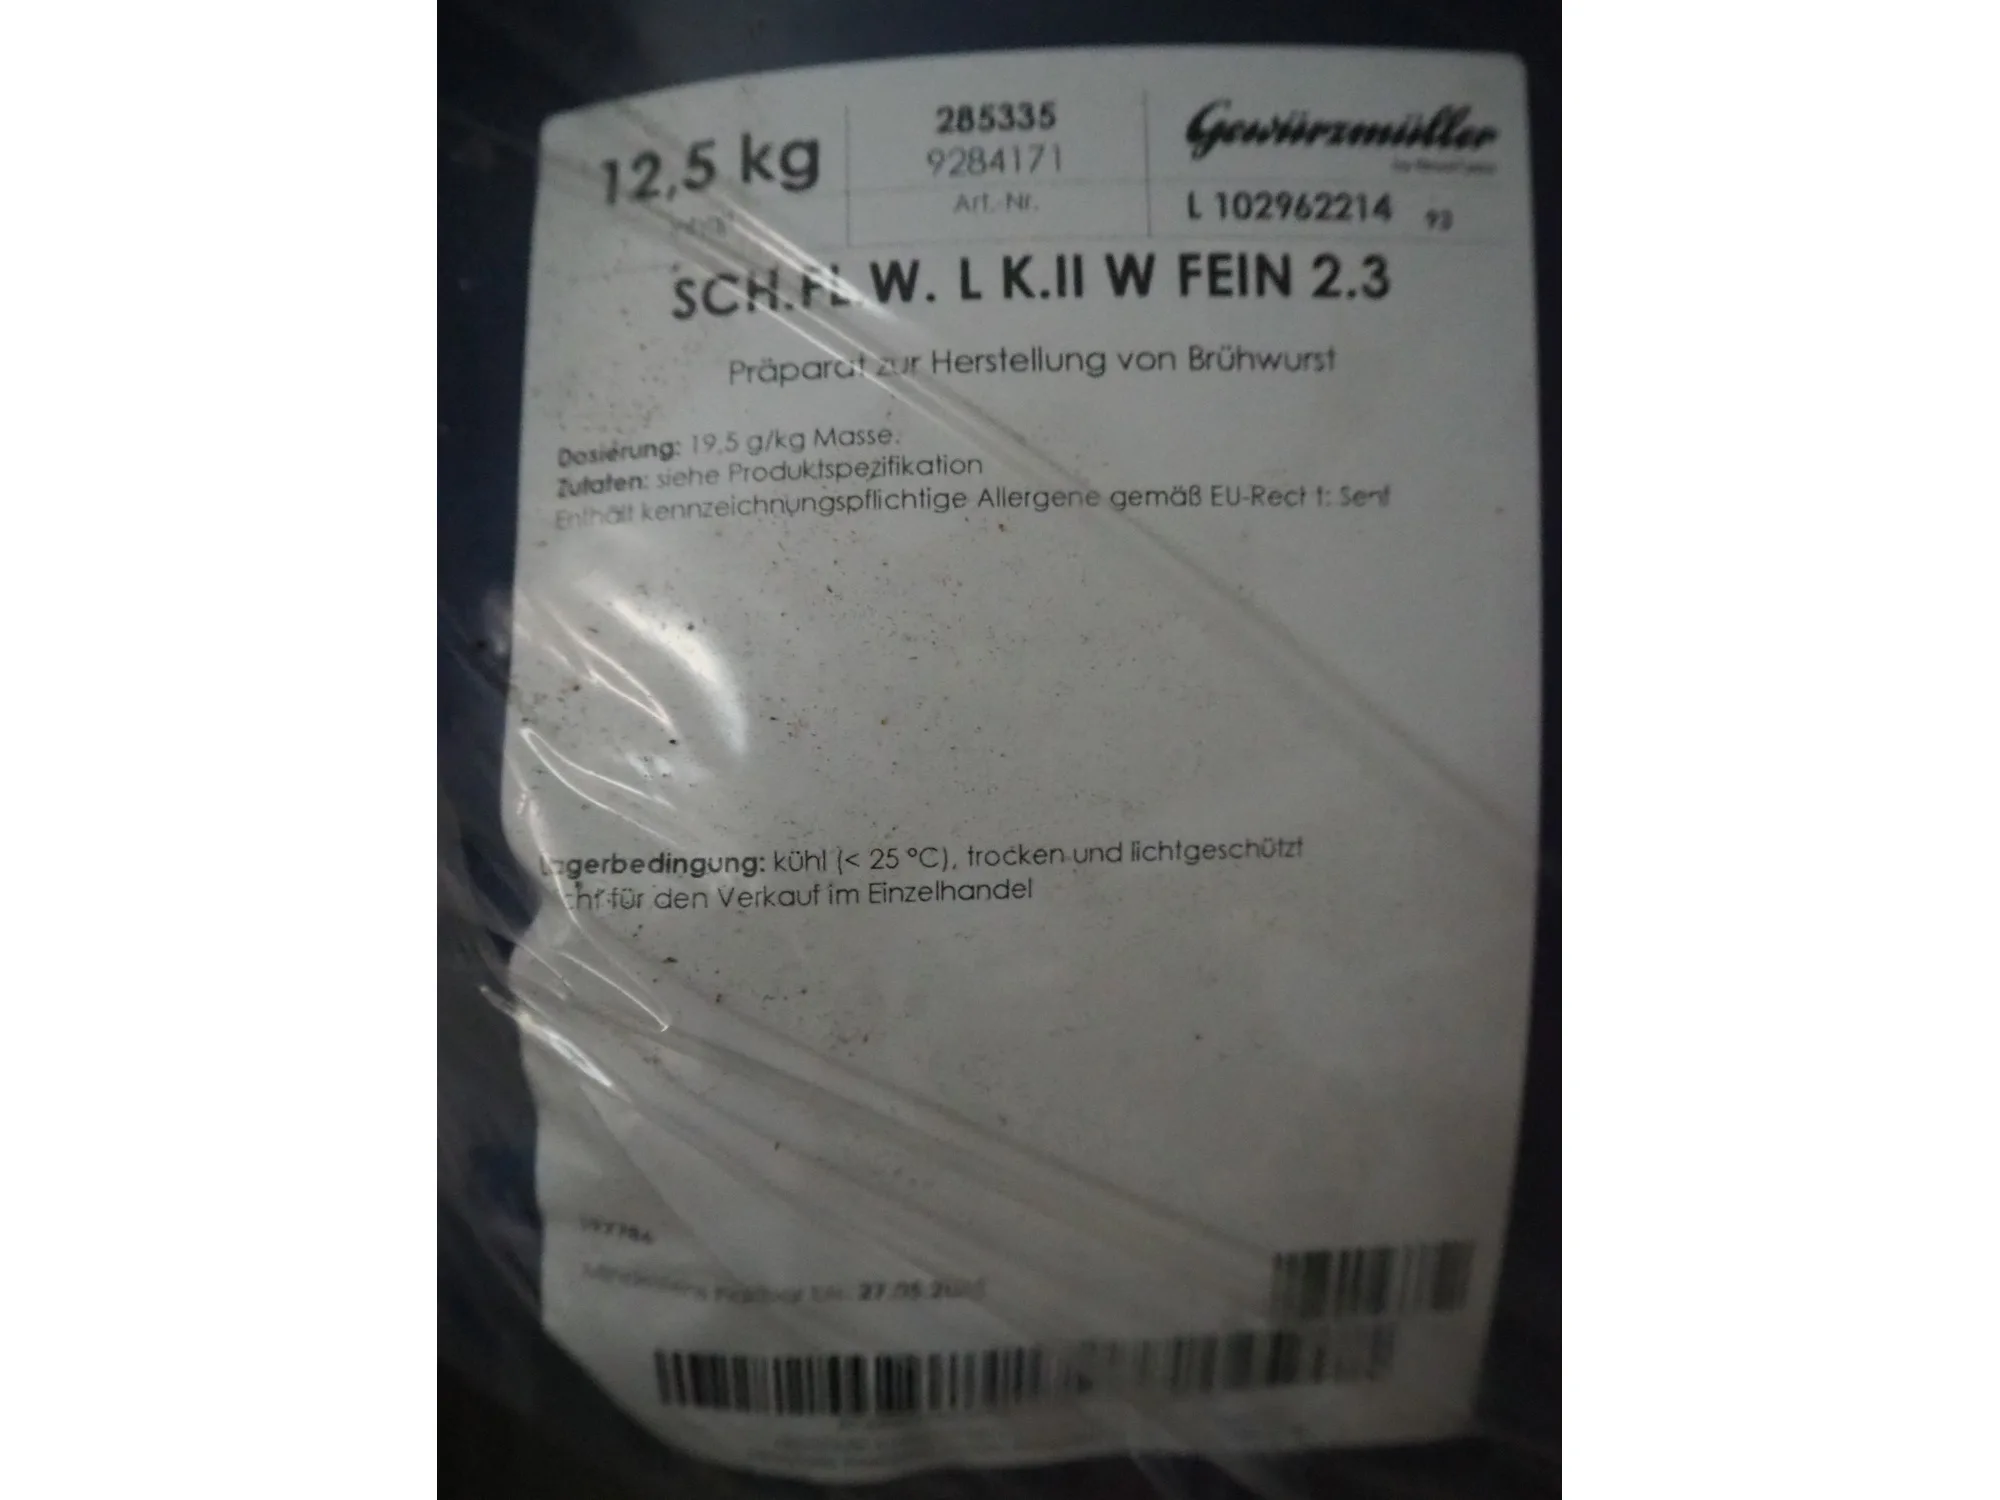 12,5 kg
285335
9284171
Art.-Nr.
Gewürzmüller
L 102962214 93
SCH.FL.W. L K.II W FEIN 2.3
Präparat zur Herstellung von Brühwurst
Dosierung: 19,5 g/kg Masse.
Zutaten: siehe Produktspezifikation
Enthält kennzeichnungspflichtige Allergene gemäß EU-Recht: Senf
Lagerbedingung: kühl (< 25 °C), trocken und lichtgeschützt
für den Verkauf im Einzelhandel